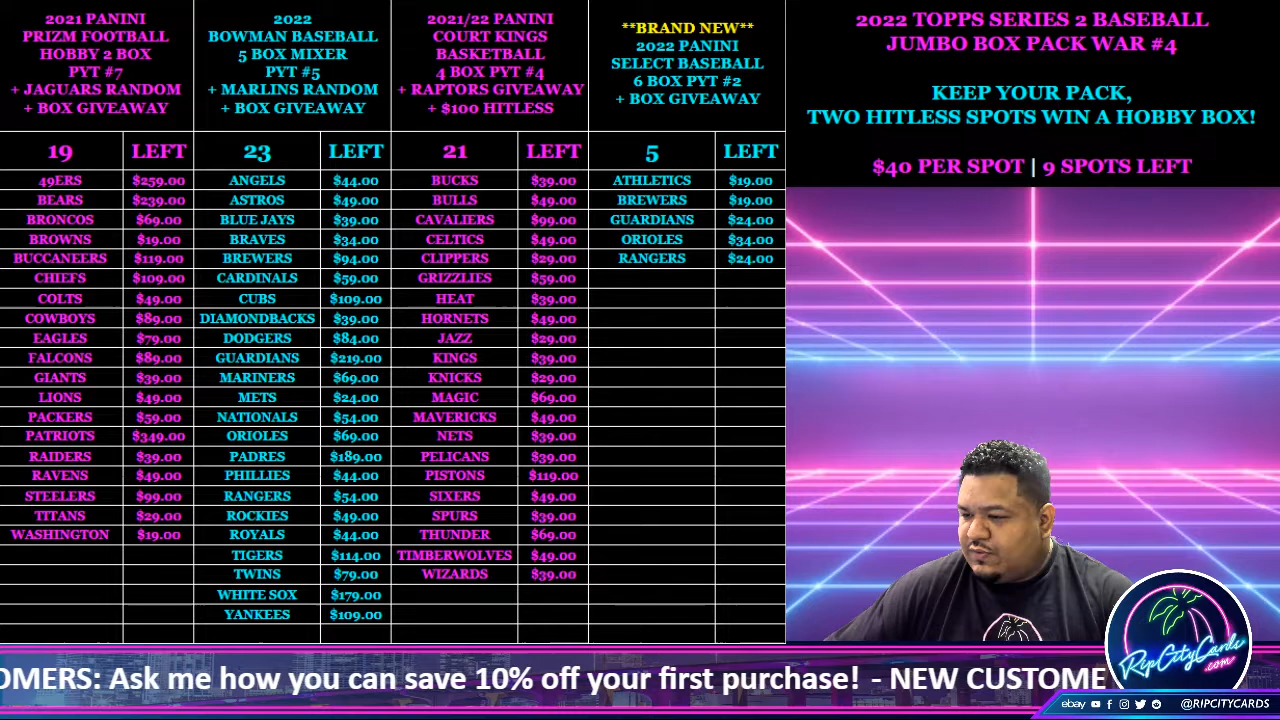 2021 PANINI
PRIZM FOOTBALL
HOBBY 2 BOX
PYT #7
+ JAGUARS RANDOM
+ BOX GIVEAWAY
2022
BOWMAN BASEBALL
5 BOX MIXER
PYT #5
+ MARLINS RANDOM
+ BOX GIVEAWAY
2021/22 PANINI
COURT KINGS
BASKETBALL
4 BOX PYT #4
+ RAPTORS GIVEAWAY
+ $100 HITLESS
**BRAND NEW**
2022 PANINI
SELECT BASEBALL
6 BOX PYT #2
+ BOX GIVEAWAY
19 LEFT 23 LEFT 21 LEFT 5 LEFT
49ERS $259.00 ANGELS $44.00 BUCKS $39.00 ATHLETICS $19.00
BEARS $239.00 ASTROS $49.00 BULLS $49.00 BREWERS $19.00
BRONCOS $69.00 BLUE JAYS $39.00 CAVALIERS $99.00 GUARDIANS $24.00
BROWNS $19.00 BRAVES $34.00 CELTICS $49.00 ORIOLES $34.00
BUCCANEERS $119.00 BREWERS $94.00 CLIPPERS $29.00 RANGERS $24.00
CHIEFS $109.00 CARDINALS $59.00 GRIZZLIES $59.00
COLTS $49.00 CUBS $109.00 HEAT $39.00
COWBOYS $89.00 DIAMONDBACKS $39.00 HORNETS $49.00
EAGLES $79.00 DODGERS $84.00 JAZZ $29.00
FALCONS $89.00 GUARDIANS $219.00 KINGS $39.00
GIANTS $39.00 MARINERS $69.00 KNICKS $29.00
LIONS $49.00 METS $24.00 MAGIC $69.00
PACKERS $59.00 NATIONALS $54.00 MAVERICKS $49.00
PATRIOTS $349.00 ORIOLES $69.00 NETS $39.00
RAIDERS $39.00 PADRES $189.00 PELICANS $39.00
RAVENS $49.00 PHILLIES $44.00 PISTONS $119.00
STEELERS $99.00 RANGERS $54.00 SIXERS $49.00
TITANS $29.00 ROCKIES $49.00 SPURS $39.00
WASHINGTON $19.00 ROYALS $44.00 THUNDER $69.00
TIGERS $114.00 TIMBERWOLVES $49.00
TWINS $79.00 WIZARDS $39.00
WHITE SOX $179.00
YANKEES $109.00
2022 TOPPS SERIES 2 BASEBALL
JUMBO BOX PACK WAR #4
KEEP YOUR PACK,
TWO HITLESS SPOTS WIN A HOBBY BOX!
$40 PER SPOT | 9 SPOTS LEFT
OMERS: Ask me how you can save 10% off your first purchase! - NEW CUSTOME
RipCityCards
.com
ebay @RIPCITYCARDS